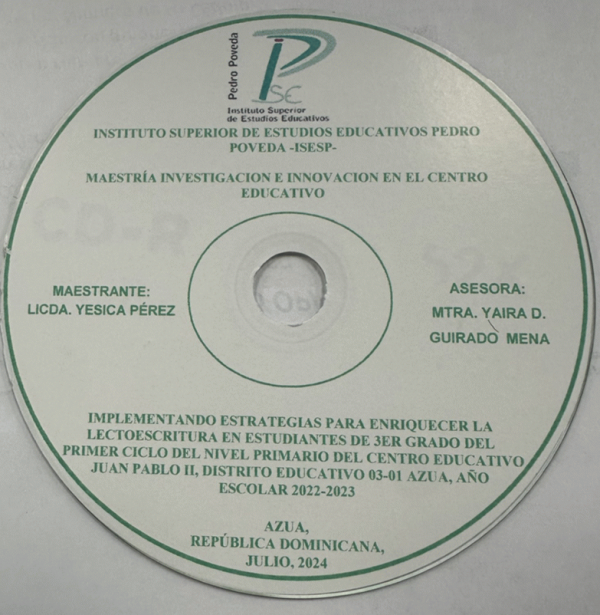 Pedro Poveda
ISE
Instituto Superior
de Estudios Educativos
INSTITUTO SUPERIOR DE ESTUDIOS EDUCATIVOS PEDRO
POVEDA -ISESP-
MAESTRÍA INVESTIGACION E INNOVACION EN EL CENTRO
EDUCATIVO
CD-R
MAESTRANTE:
LICDA. YESICA PÉREZ
ASESORA:
MTRA. YAIRA D.
GUIRADO MENA
IMPLEMENTANDO ESTRATEGIAS PARA ENRIQUECER LA
LECTOESCRITURA EN ESTUDIANTES DE 3ER GRADO DEL
PRIMER CICLO DEL NIVEL PRIMARIO DEL CENTRO EDUCATIVO
JUAN PABLO II, DISTRITO EDUCATIVO 03-01 AZUA, AÑO
ESCOLAR 2022-2023
AZUA,
REPÚBLICA DOMINICANA,
JULIO, 2024